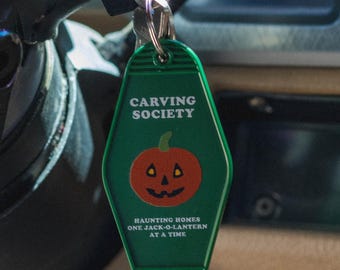 CARVING
SOCIETY
HAUNTING HOMES
ONE JACK-O-LANTERN
AT A TIME